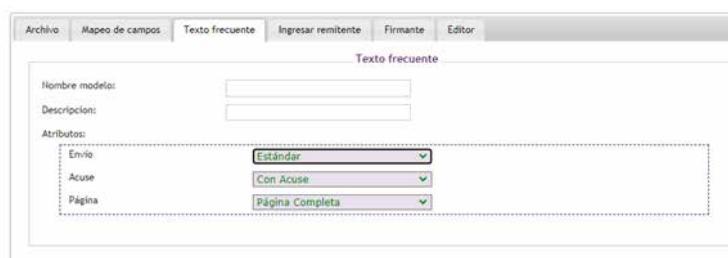 Archivo Mapeo de campos Texto frecuente Ingresar remitente Firmante Editor
Texto frecuente
Nombre modelo:
Descripcion:
Atributos:
Envío Estándar
Acuse Con Acuse
Página Página Completa